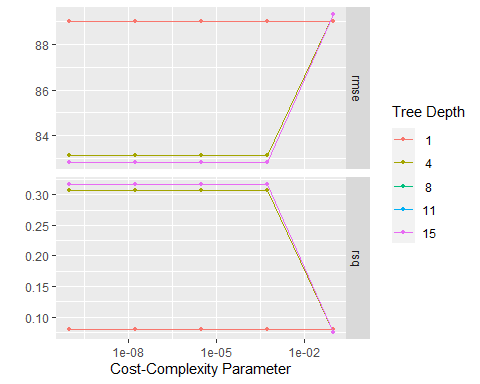 88
86
84
rmse
0.30
0.25
0.20
0.15
0.10
rsq
1e-08 1e-05 1e-02
Cost-Complexity Parameter
Tree Depth
1
4
8
11
15